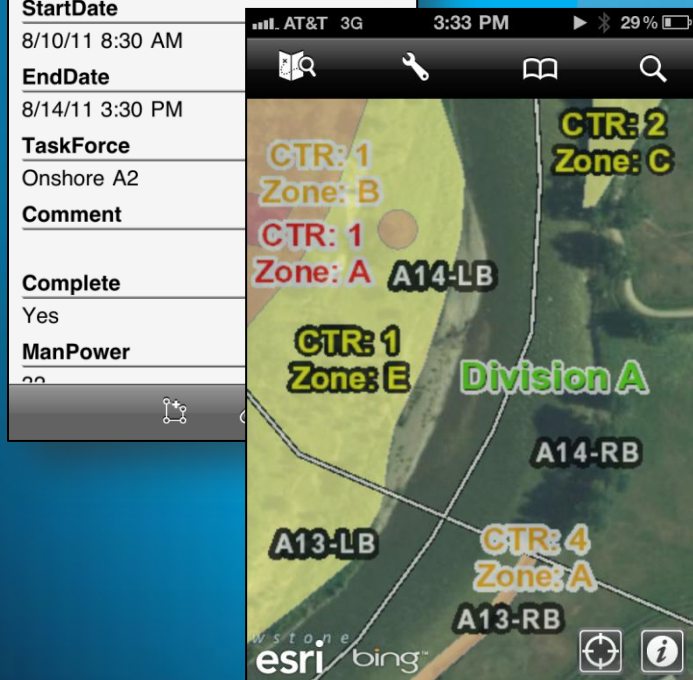 StartDate
8/10/11 8:30 AM
EndDate
8/14/11 3:30 PM
TaskForce
Onshore A2
Comment
Complete
Yes
ManPower
AT&T 3G 3:33 PM 29%
CTR: 2
Zone: C
CTR: 1
Zone: B
CTR: 1
Zone: A
A14-LB
CTR: 1
Zone: E
Division A
A14-RB
A13-LB
CTR: 4
Zone: A
A13-RB
wstone
esri bing™